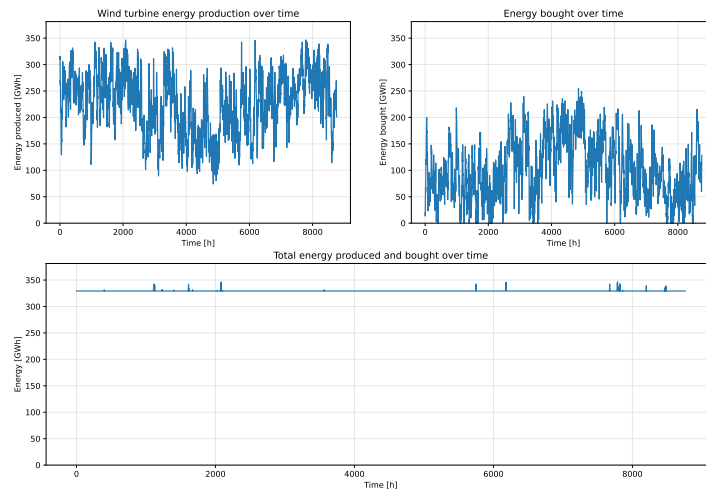 Wind turbine energy production over time
Energy produced [GWh]
350
300
250
200
150
100
50
0
0 2000 4000 6000 8000
Time [h]
Energy bought over time
Energy bought [GWh]
350
300
250
200
150
100
50
0
0 2000 4000 6000 8000
Time [h]
Total energy produced and bought over time
Energy [GWh]
350
300
250
200
150
100
50
0
0 2000 4000 6000 8000
Time [h]